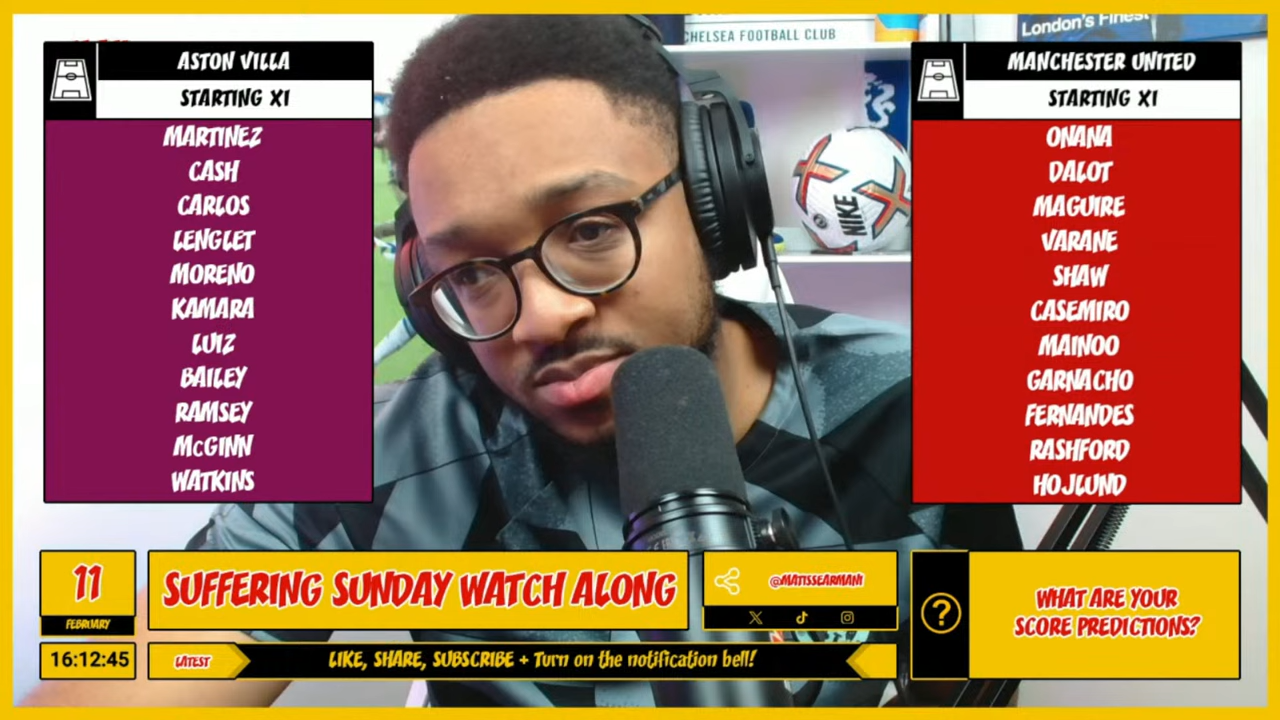 CHELSEA FOOTBALL CLUB
London's Finest
NIKE
ASTON VILLA
STARTING XI
MARTINEZ
CASH
CARLOS
LENGLET
MORENO
KAMARA
LUIZ
BAILEY
RAMSEY
McGINN
WATKINS
MANCHESTER UNITED
STARTING XI
ONANA
DALOT
MAGUIRE
VARANE
SHAW
CASEMIRO
MAINOO
GARNACHO
FERNANDES
RASHFORD
HOJLUND
11
FEBRUARY
16:12:45
SUFFERING SUNDAY WATCH ALONG
@MATISSEARMANI
LATEST
LIKE, SHARE, SUBSCRIBE + Turn on the notification bell!
?
WHAT ARE YOUR
SCORE PREDICTIONS?